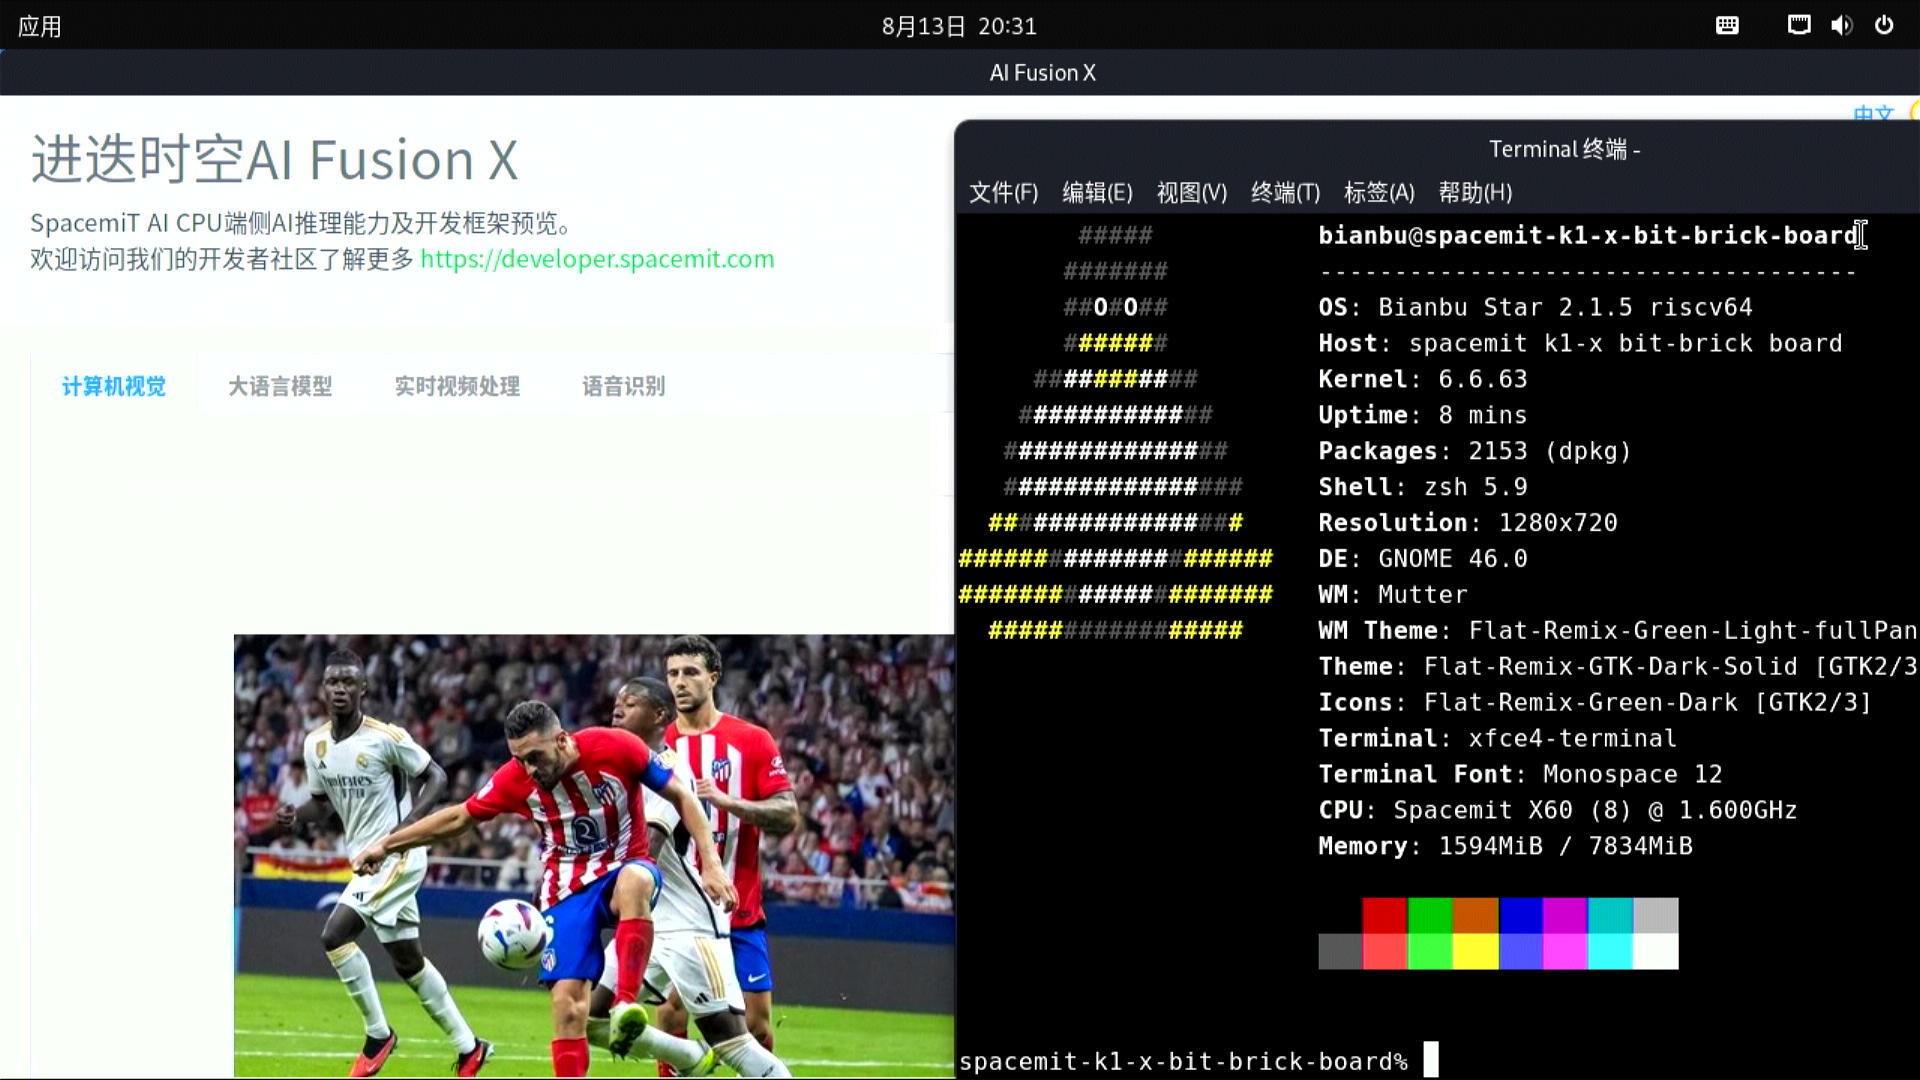 应用
8月13日 20:31
AI Fusion X
进迭时空AI Fusion X
SpacemiT AI CPU端侧AI推理能力及开发框架预览。
欢迎访问我们的开发者社区了解更多 https://developer.spacemit.com
中文
计算机视觉 大语言模型 实时视频处理 语音识别
Terminal 终端 -
文件(F) 编辑(E) 视图(V) 终端(T) 标签(A) 帮助(H)
##### bianbu@spacemit-k1-x-bit-brick-board
####### ------------------------------------
##O#O## OS: Bianbu Star 2.1.5 riscv64
####### Host: spacemit k1-x bit-brick board
########### Kernel: 6.6.63
############# Uptime: 8 mins
############### Packages: 2153 (dpkg)
################ Shell: zsh 5.9
################# Resolution: 1280x720
##################### DE: GNOME 46.0
##################### WM: Mutter
################# WM Theme: Flat-Remix-Green-Light-fullPan
Theme: Flat-Remix-GTK-Dark-Solid [GTK2/3
Icons: Flat-Remix-Green-Dark [GTK2/3]
Terminal: xfce4-terminal
Terminal Font: Monospace 12
CPU: Spacemit X60 (8) @ 1.600GHz
Memory: 1594MiB / 7834MiB
spacemit-k1-x-bit-brick-board%